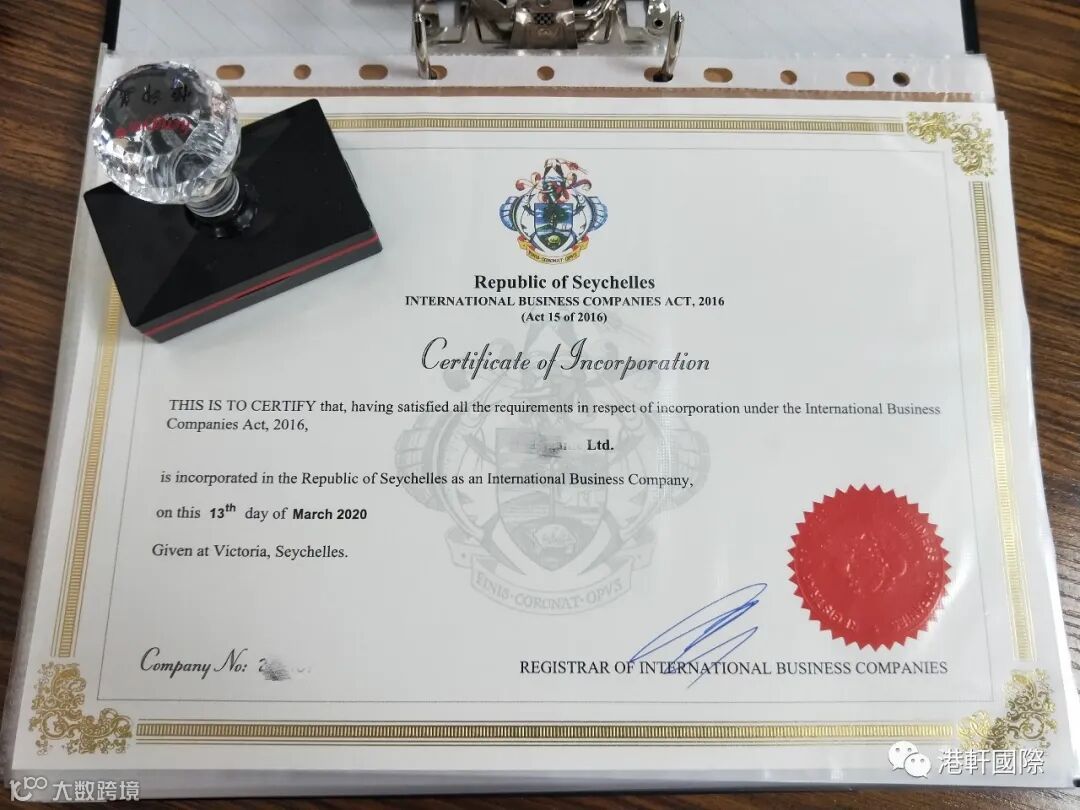 Republic of Seychelles
INTERNATIONAL BUSINESS COMPANIES ACT, 2016
(Act 15 of 2016)
Certificate of Incorporation
THIS IS TO CERTIFY that, having satisfied all the requirements in respect of incorporation under the International Business
Companies Act, 2016,
Ltd.
is incorporated in the Republic of Seychelles as an International Business Company,
on this 13th day of March 2020
Given at Victoria, Seychelles.
FINIS·CORONAT·OPVS
Company No:
REGISTRAR OF INTERNATIONAL BUSINESS COMPANIES
港軒國際
大数跨境